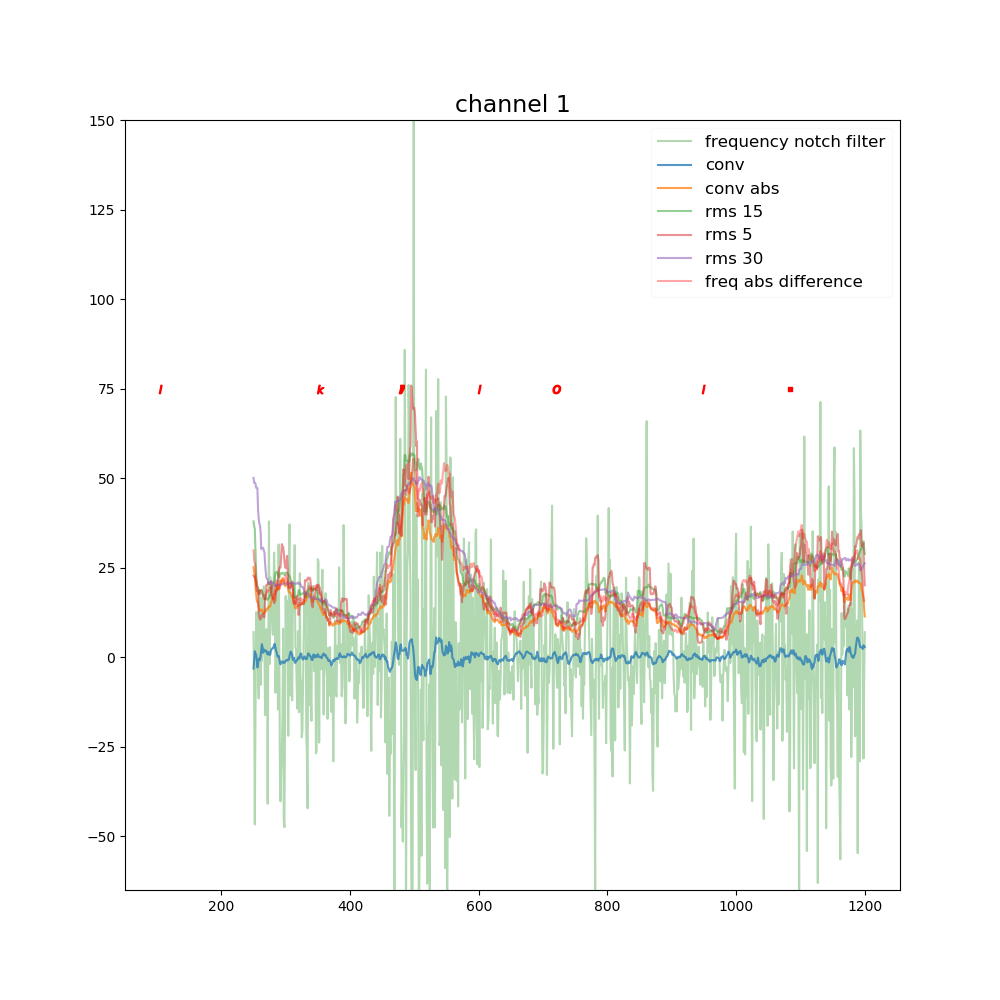 channel 1
150
125
100
75
50
25
0
−25
−50
frequency notch filter
conv
conv abs
rms 15
rms 5
rms 30
freq abs difference
l k , l o l .
200 400 600 800 1000 1200